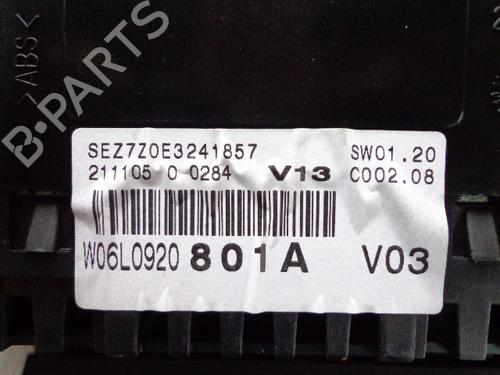 >ABS<
B-PARTS
SEZ7Z0E3241857 SW01.20
211105 0 0284 V13 C002.08
W06L0920 801A V03